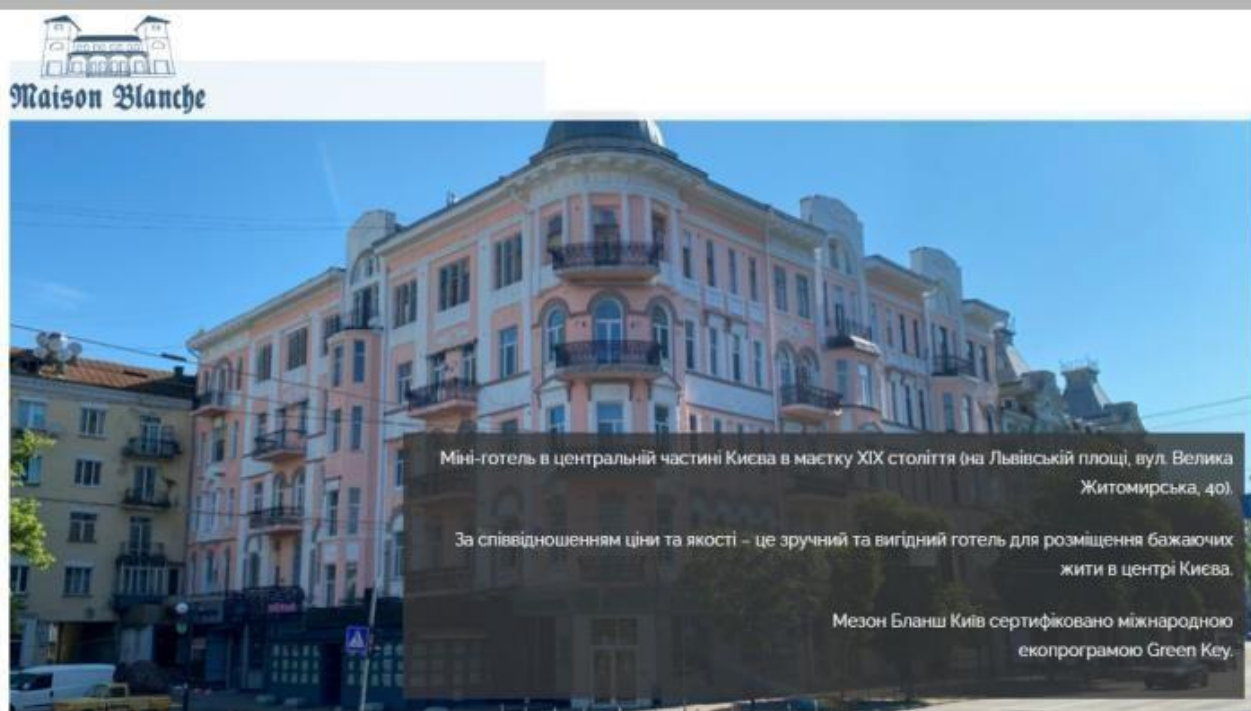 Maison Blanche
Міні-готель в центральній частині Києва в маєтку XIX століття (на Львівській площі, вул. Велика
Житомирська, 40).
За співвідношенням ціни та якості – це зручний та вигідний готель для розміщення бажаючих
жити в центрі Києва.
Мезон Бланш Київ сертифіковано міжнародною
екопрограмою Green Key.